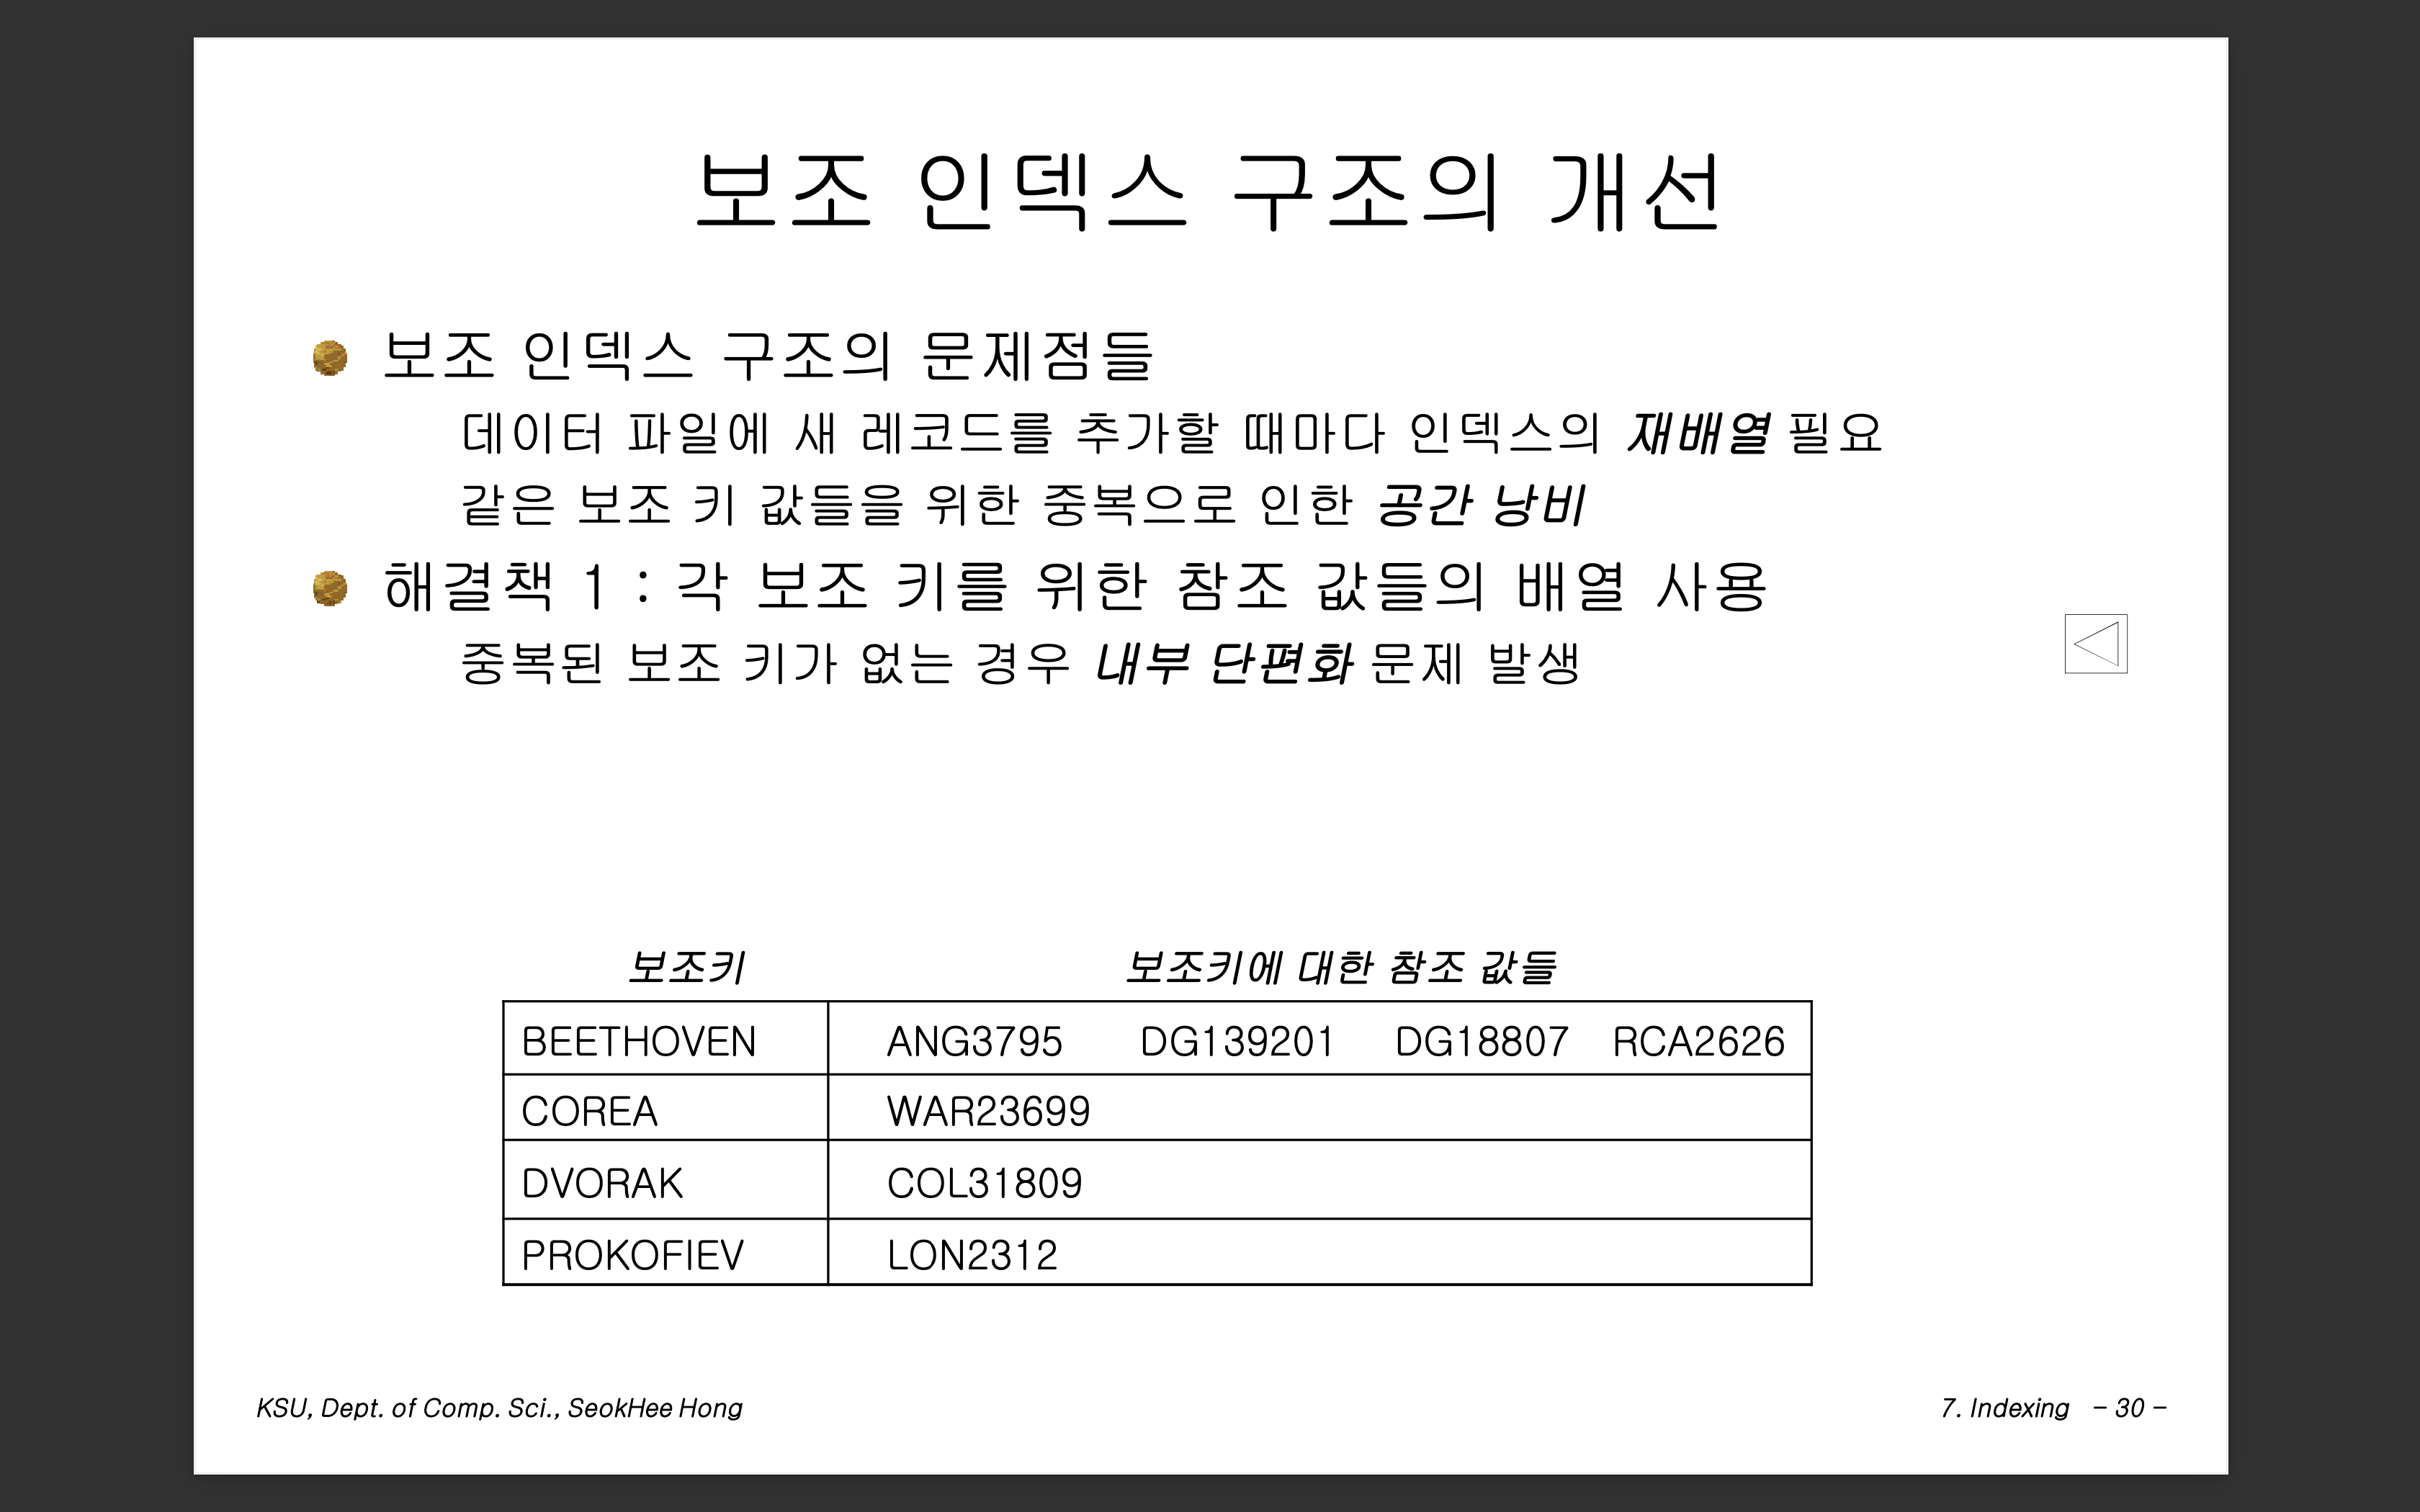 보조 인덱스 구조의 개선
보조 인덱스 구조의 문제점들
데이터 파일에 새 레코드를 추가할 때마다 인덱스의 재배열 필요
같은 보조 키 값들을 위한 중복으로 인한 공간 낭비
해결책 1 : 각 보조 키를 위한 참조 값들의 배열 사용
중복된 보조 키가 없는 경우 내부 단편화 문제 발생
보조키 보조키에 대한 참조 값들
BEETHOVEN ANG3795 DG139201 DG18807 RCA2626
COREA WAR23699
DVORAK COL31809
PROKOFIEV LON2312
KSU, Dept. of Comp. Sci., SeokHee Hong 7. Indexing - 30 -